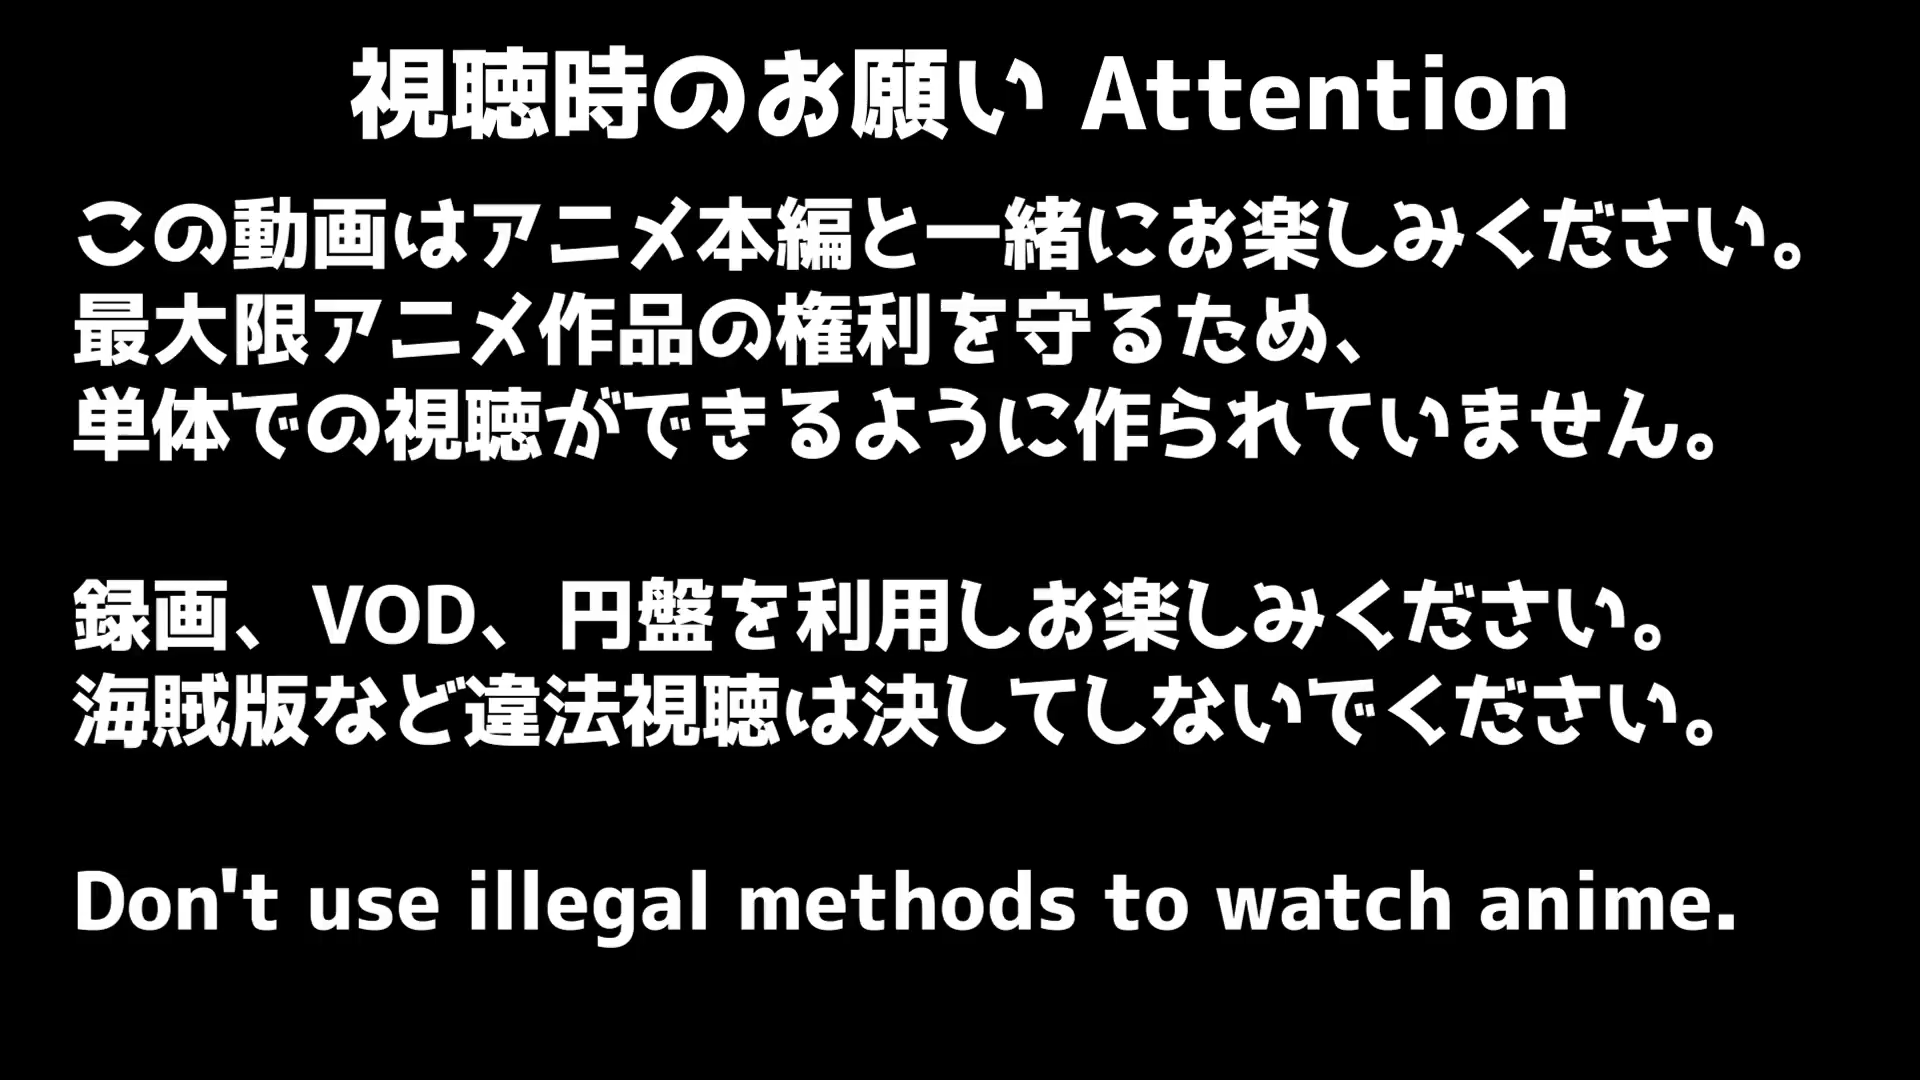 視聴時のお願い Attention
この動画はアニメ本編と一緒にお楽しみください。
最大限アニメ作品の権利を守るため、
単体での視聴ができるように作られていません。
録画、VOD、円盤を利用しお楽しみください。
海賊版など違法視聴は決してしないでください。
Don't use illegal methods to watch anime.